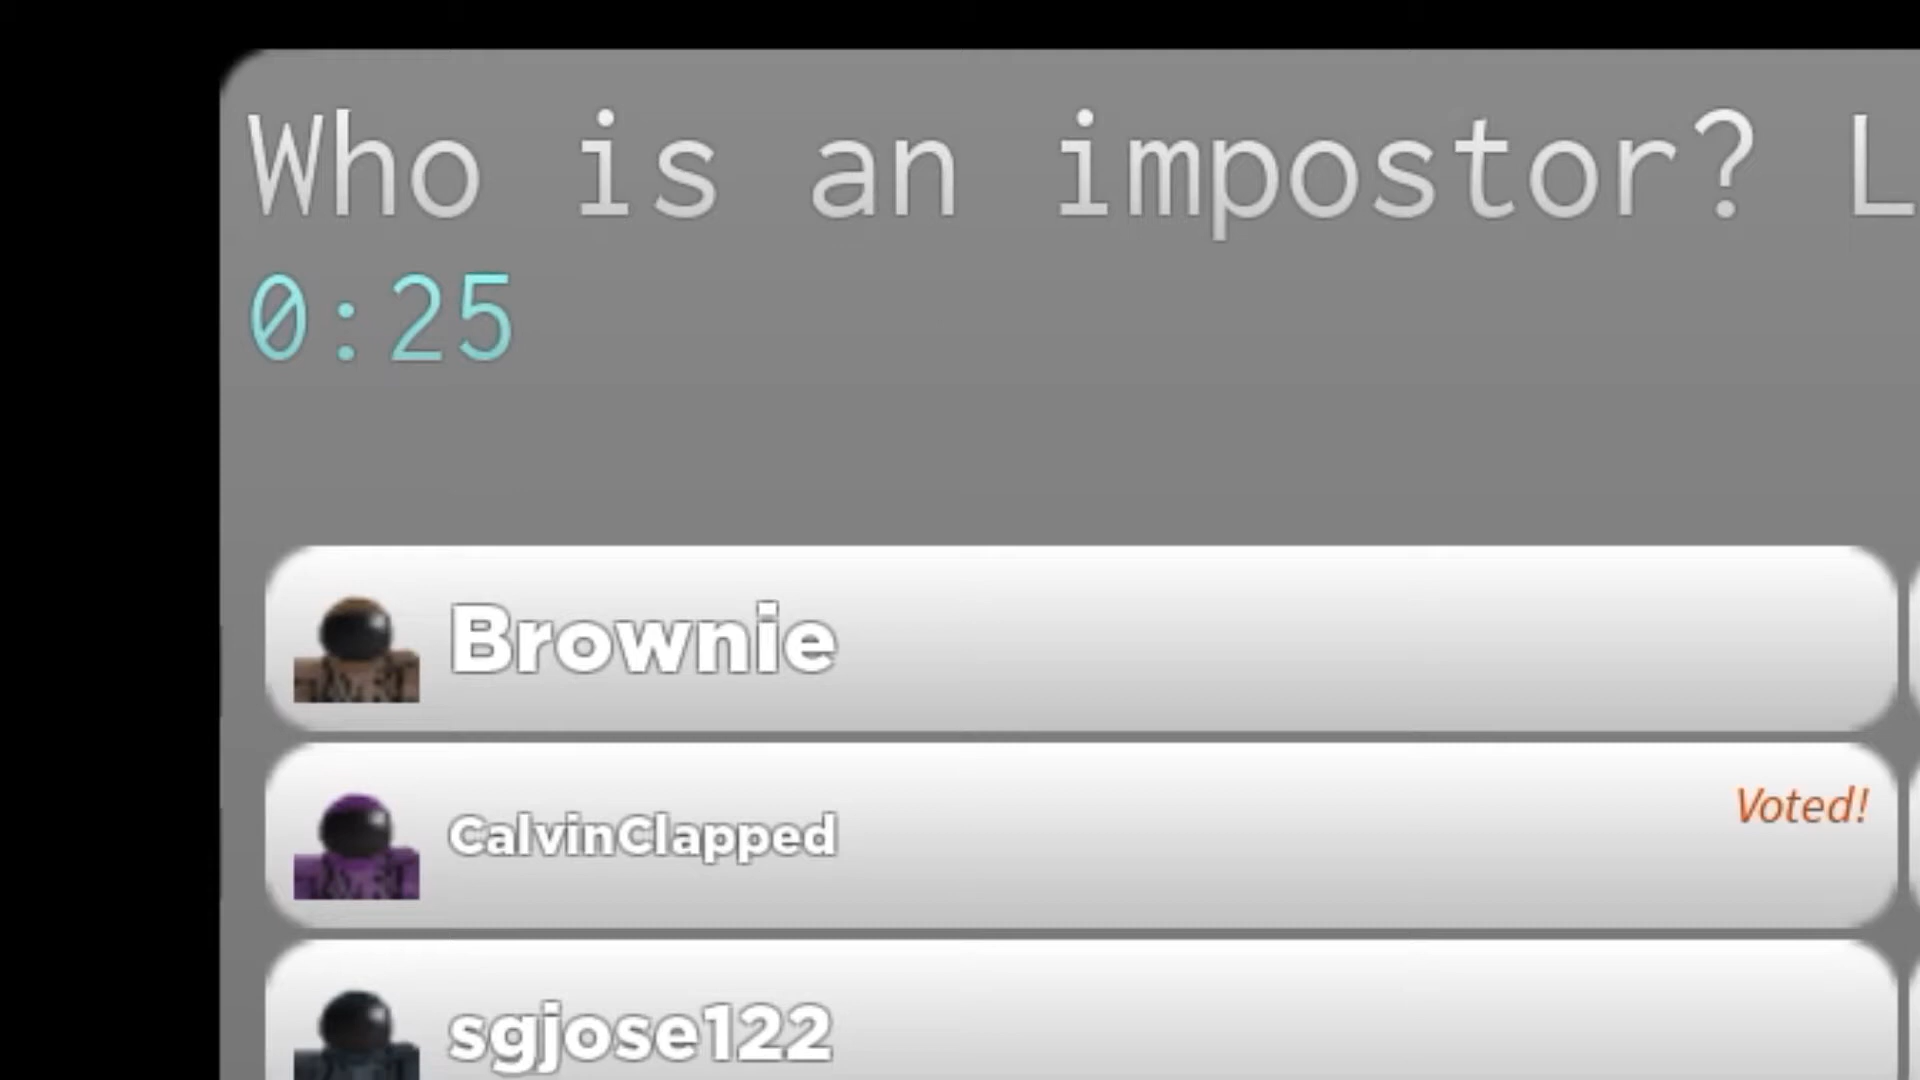 Who is an impostor? L
0:25
Brownie
CalvinClapped
Voted!
sgjose122